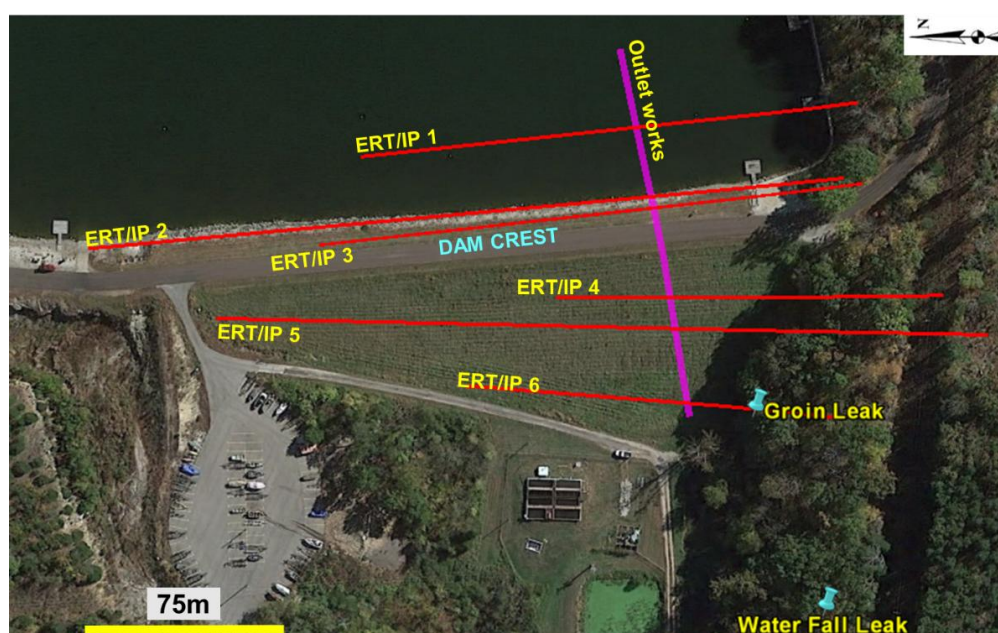 N
Outlet works
ERT/IP 1
ERT/IP 2
ERT/IP 3
DAM CREST
ERT/IP 4
ERT/IP 5
ERT/IP 6
Groin Leak
75m
Water Fall Leak